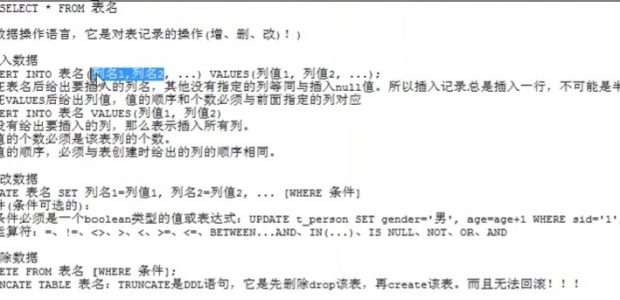 SELECT * FROM 表名
数据操作语言，它是对表记录的操作(增、删、改)！)
入数据
ERT INTO 表名(列名1,列名2, ...) VALUES(列值1, 列值2, ...);
E表名后给出要插入的列名，其他没有指定的列等同与插入null值。所以插入记录总是插入一行，不可能是半
EVALUES后给出列值，值的顺序和个数必须与前面指定的列对应
ERT INTO 表名 VALUES(列值1, 列值2)
没有给出要插入的列，那么表示插入所有列。
值的个数必须是该表列的个数。
值的顺序，必须与表创建时给出的列的顺序相同。
改数据
ATE 表名 SET 列名1=列值1, 列名2=列值2, ... [WHERE 条件]
件(条件可选的)：
条件必须是一个boolean类型的值或表达式：UPDATE t_person SET gender='男', age=age+1 WHERE sid='1'
运算符：=、!=、<>、>、<、>=、<=、BETWEEN...AND、IN(...)、IS NULL、NOT、OR、AND
除数据
ETE FROM 表名 [WHERE 条件];
NCATE TABLE 表名：TRUNCATE是DDL语句，它是先删除drop该表，再create该表。而且无法回滚！！！